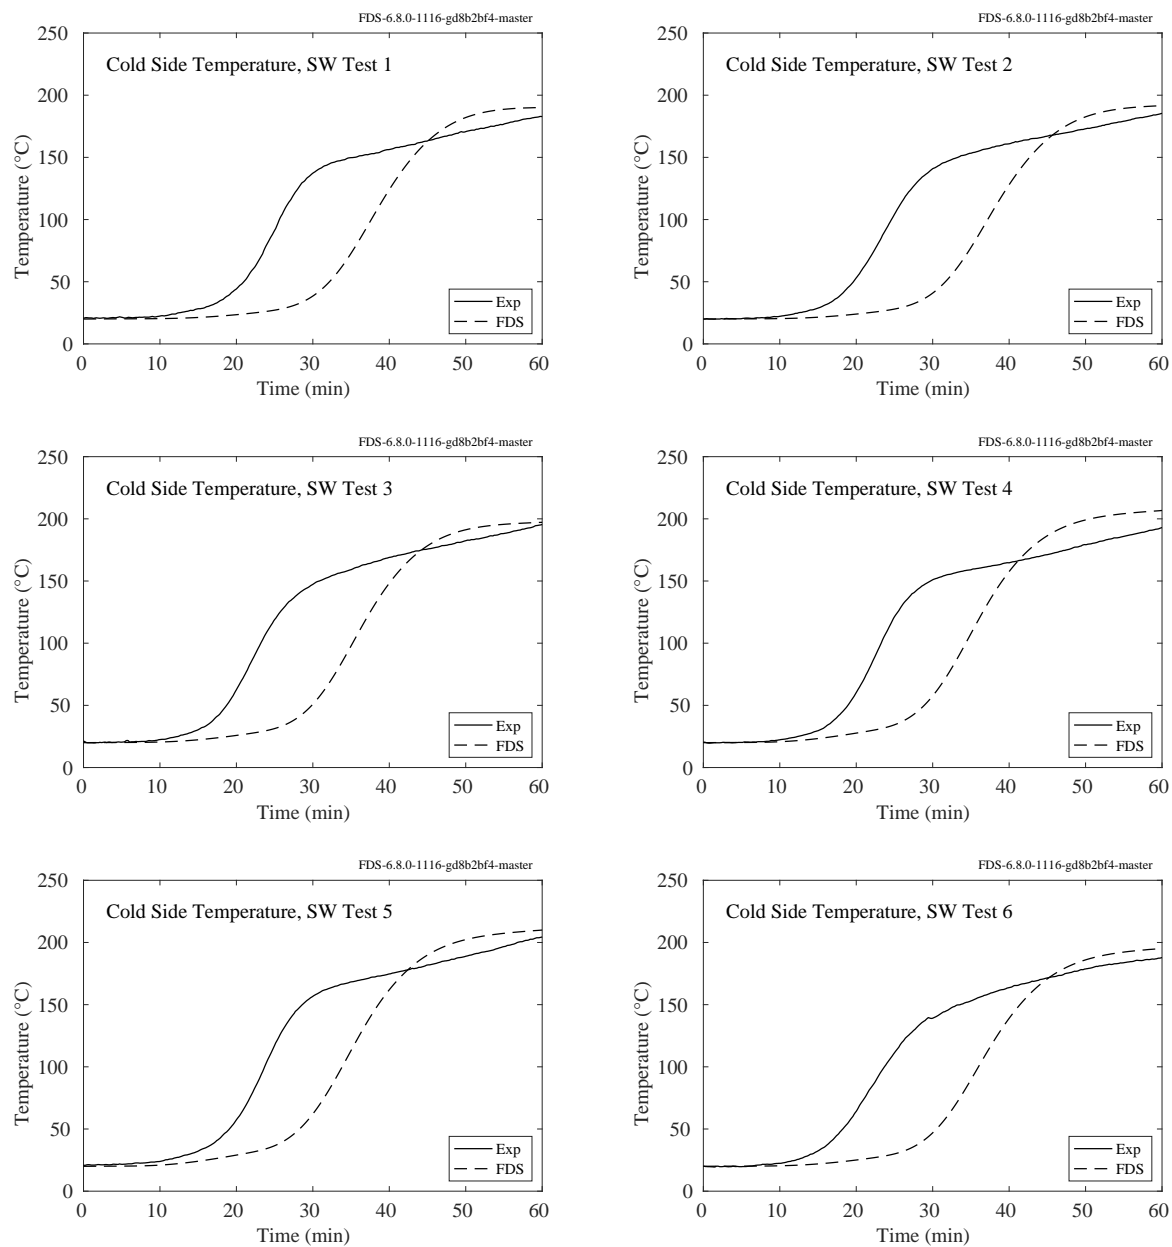 FDS-6.8.0-1116-gd8b2bf4-master
Cold Side Temperature, SW Test 1
Temperature (°C)
250
200
150
100
50
0
0 10 20 30 40 50 60
Time (min)
Exp
FDS
FDS-6.8.0-1116-gd8b2bf4-master
Cold Side Temperature, SW Test 2
Temperature (°C)
250
200
150
100
50
0
0 10 20 30 40 50 60
Time (min)
Exp
FDS
FDS-6.8.0-1116-gd8b2bf4-master
Cold Side Temperature, SW Test 3
Temperature (°C)
250
200
150
100
50
0
0 10 20 30 40 50 60
Time (min)
Exp
FDS
FDS-6.8.0-1116-gd8b2bf4-master
Cold Side Temperature, SW Test 4
Temperature (°C)
250
200
150
100
50
0
0 10 20 30 40 50 60
Time (min)
Exp
FDS
FDS-6.8.0-1116-gd8b2bf4-master
Cold Side Temperature, SW Test 5
Temperature (°C)
250
200
150
100
50
0
0 10 20 30 40 50 60
Time (min)
Exp
FDS
FDS-6.8.0-1116-gd8b2bf4-master
Cold Side Temperature, SW Test 6
Temperature (°C)
250
200
150
100
50
0
0 10 20 30 40 50 60
Time (min)
Exp
FDS